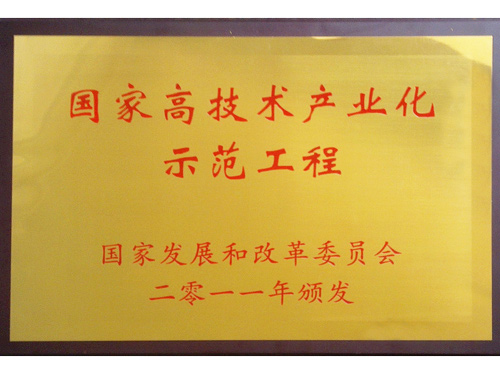 国家高技术产业化
示范工程
国家发展和改革委员会
二零一一年颁发